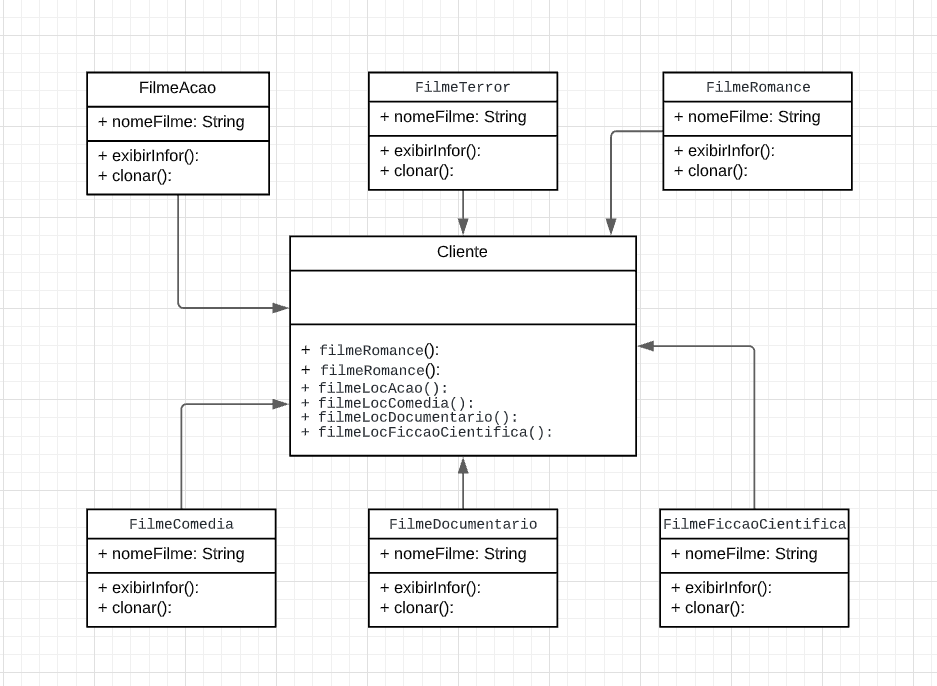 FilmeAcao
+ nomeFilme: String
+ exibirInfor():
+ clonar():
FilmeTerror
+ nomeFilme: String
+ exibirInfor():
+ clonar():
FilmeRomance
+ nomeFilme: String
+ exibirInfor():
+ clonar():
Cliente
+ filmeRomance():
+ filmeRomance():
+ filmeLocAcao():
+ filmeLocComedia():
+ filmeLocDocumentario():
+ filmeLocFiccaoCientifica():
FilmeComedia
+ nomeFilme: String
+ exibirInfor():
+ clonar():
FilmeDocumentario
+ nomeFilme: String
+ exibirInfor():
+ clonar():
FilmeFiccaoCientifica
+ nomeFilme: String
+ exibirInfor():
+ clonar():